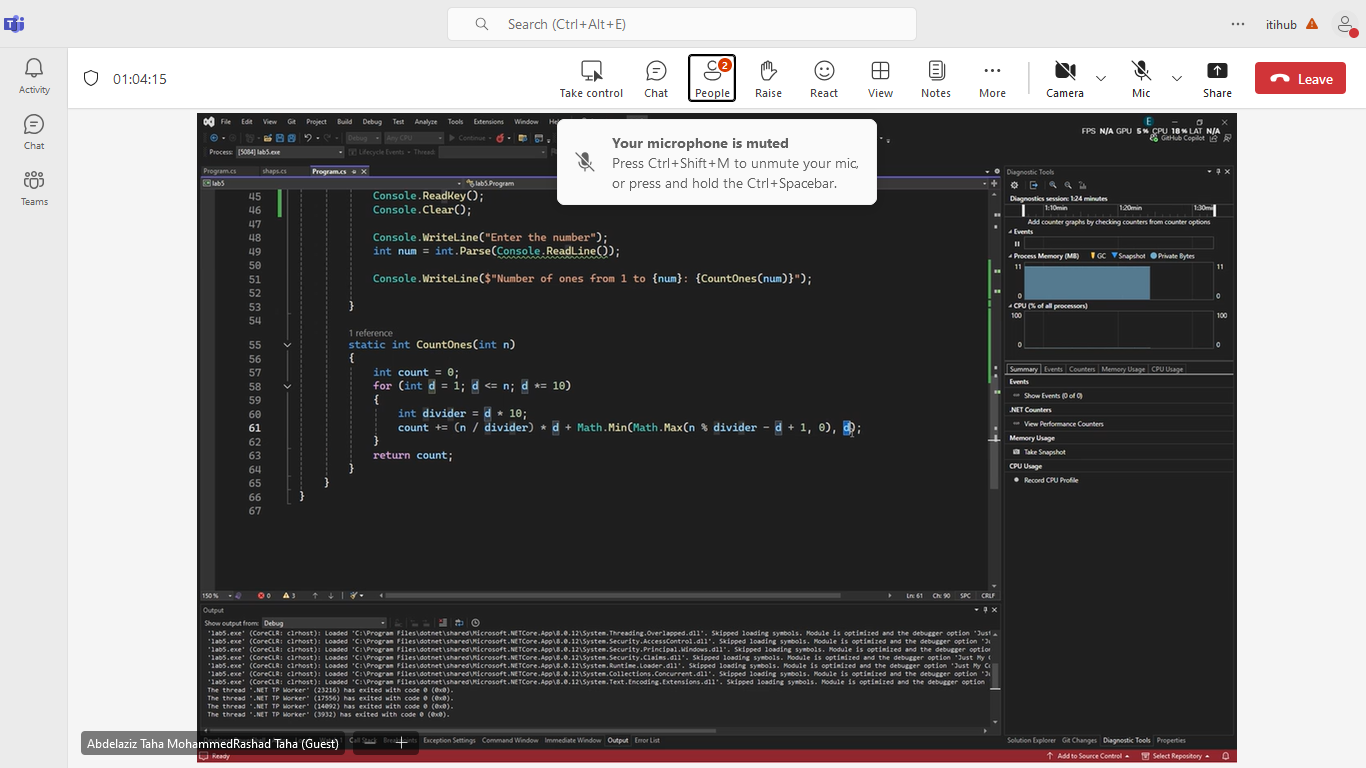 Search (Ctrl+Alt+E)
itihub
Activity
Chat
Teams
01:04:15
Take control
Chat
2
People
Raise
React
View
Notes
More
Camera
Mic
Share
Leave
File Edit View Git Project Build Debug Test Analyze Tools Extensions Window
E
FPS N/A GPU 5% CPU 18% LAT N/A
GitHub Copilot
Debug Any CPU Continue
Process: [5084] lab5.exe Lifecycle Events Thread:
Your microphone is muted
Press Ctrl+Shift+M to unmute your mic,
or press and hold the Ctrl+Spacebar.
Program.cs shaps.cs Program.cs
lab5 lab5.Program
45 Console.ReadKey();
46 Console.Clear();
47
48 Console.WriteLine("Enter the number");
49 int num = int.Parse(Console.ReadLine());
50
51 Console.WriteLine($"Number of ones from 1 to {num}: {CountOnes(num)}");
52
53 }
54
1 reference
55 static int CountOnes(int n)
56 {
57 int count = 0;
58 for (int d = 1; d <= n; d *= 10)
59 {
60 int divider = d * 10;
61 count += (n / divider) * d + Math.Min(Math.Max(n % divider - d + 1, 0), d);
62 }
63 return count;
64 }
65 }
66 }
67
150 % 0 3 Ln: 61 Ch: 90 SPC CRLF
Diagnostic Tools
Diagnostics session: 1:24 minutes
1:10min 1:20min 1:30mi
Add counter graphs by checking counters from counter options
Events
Process Memory (MB) GC Snapshot Private Bytes
11 11
0 0
CPU (% of all processors)
100 100
0 0
Summary Events Counters Memory Usage CPU Usage
Events
Show Events (0 of 0)
.NET Counters
View Performance Counters
Memory Usage
Take Snapshot
CPU Usage
Record CPU Profile
Output
Show output from: Debug
'lab5.exe' (CoreCLR: clrhost): Loaded 'C:\Program Files\dotnet\shared\Microsoft.NETCore.App\8.0.12\System.Threading.Overlapped.dll'. Skipped loading symbols. Module is optimized and the debugger option 'Just
'lab5.exe' (CoreCLR: clrhost): Loaded 'C:\Program Files\dotnet\shared\Microsoft.NETCore.App\8.0.12\System.Security.AccessControl.dll'. Skipped loading symbols. Module is optimized and the debugger option 'Just
'lab5.exe' (CoreCLR: clrhost): Loaded 'C:\Program Files\dotnet\shared\Microsoft.NETCore.App\8.0.12\System.Security.Principal.Windows.dll'. Skipped loading symbols. Module is optimized and the debugger option
'lab5.exe' (CoreCLR: clrhost): Loaded 'C:\Program Files\dotnet\shared\Microsoft.NETCore.App\8.0.12\System.Security.Claims.dll'. Skipped loading symbols. Module is optimized and the debugger option 'Just My
'lab5.exe' (CoreCLR: clrhost): Loaded 'C:\Program Files\dotnet\shared\Microsoft.NETCore.App\8.0.12\System.Runtime.Loader.dll'. Skipped loading symbols. Module is optimized and the debugger option 'Just My
'lab5.exe' (CoreCLR: clrhost): Loaded 'C:\Program Files\dotnet\shared\Microsoft.NETCore.App\8.0.12\System.Collections.Concurrent.dll'. Skipped loading symbols. Module is optimized and the debugger option
'lab5.exe' (CoreCLR: clrhost): Loaded 'C:\Program Files\dotnet\shared\Microsoft.NETCore.App\8.0.12\System.Text.Encoding.Extensions.dll'. Skipped loading symbols. Module is optimized and the debugger option
The thread '.NET TP Worker' (23216) has exited with code 0 (0x0).
The thread '.NET TP Worker' (17556) has exited with code 0 (0x0).
The thread '.NET TP Worker' (14092) has exited with code 0 (0x0).
The thread '.NET TP Worker' (3932) has exited with code 0 (0x0).
Abdelaziz Taha MohammedRashad Taha (Guest)
Call Stack Exception Settings Command Window Immediate Window Output Error List
Solution Explorer Git Changes Diagnostic Tools Properties
Ready
Add to Source Control Select Repository